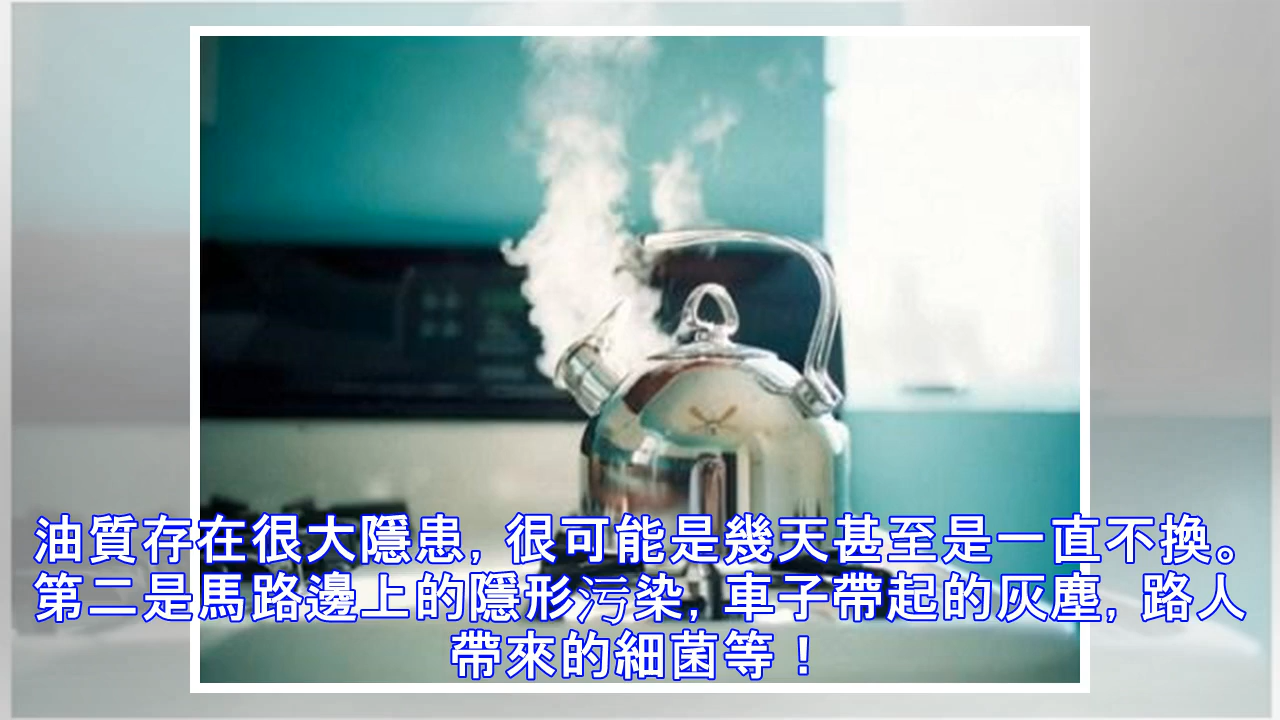 油質存在很大隱患, 很可能是幾天甚至是一直不換。
第二是馬路邊上的隱形污染, 車子帶起的灰塵, 路人
帶來的細菌等！